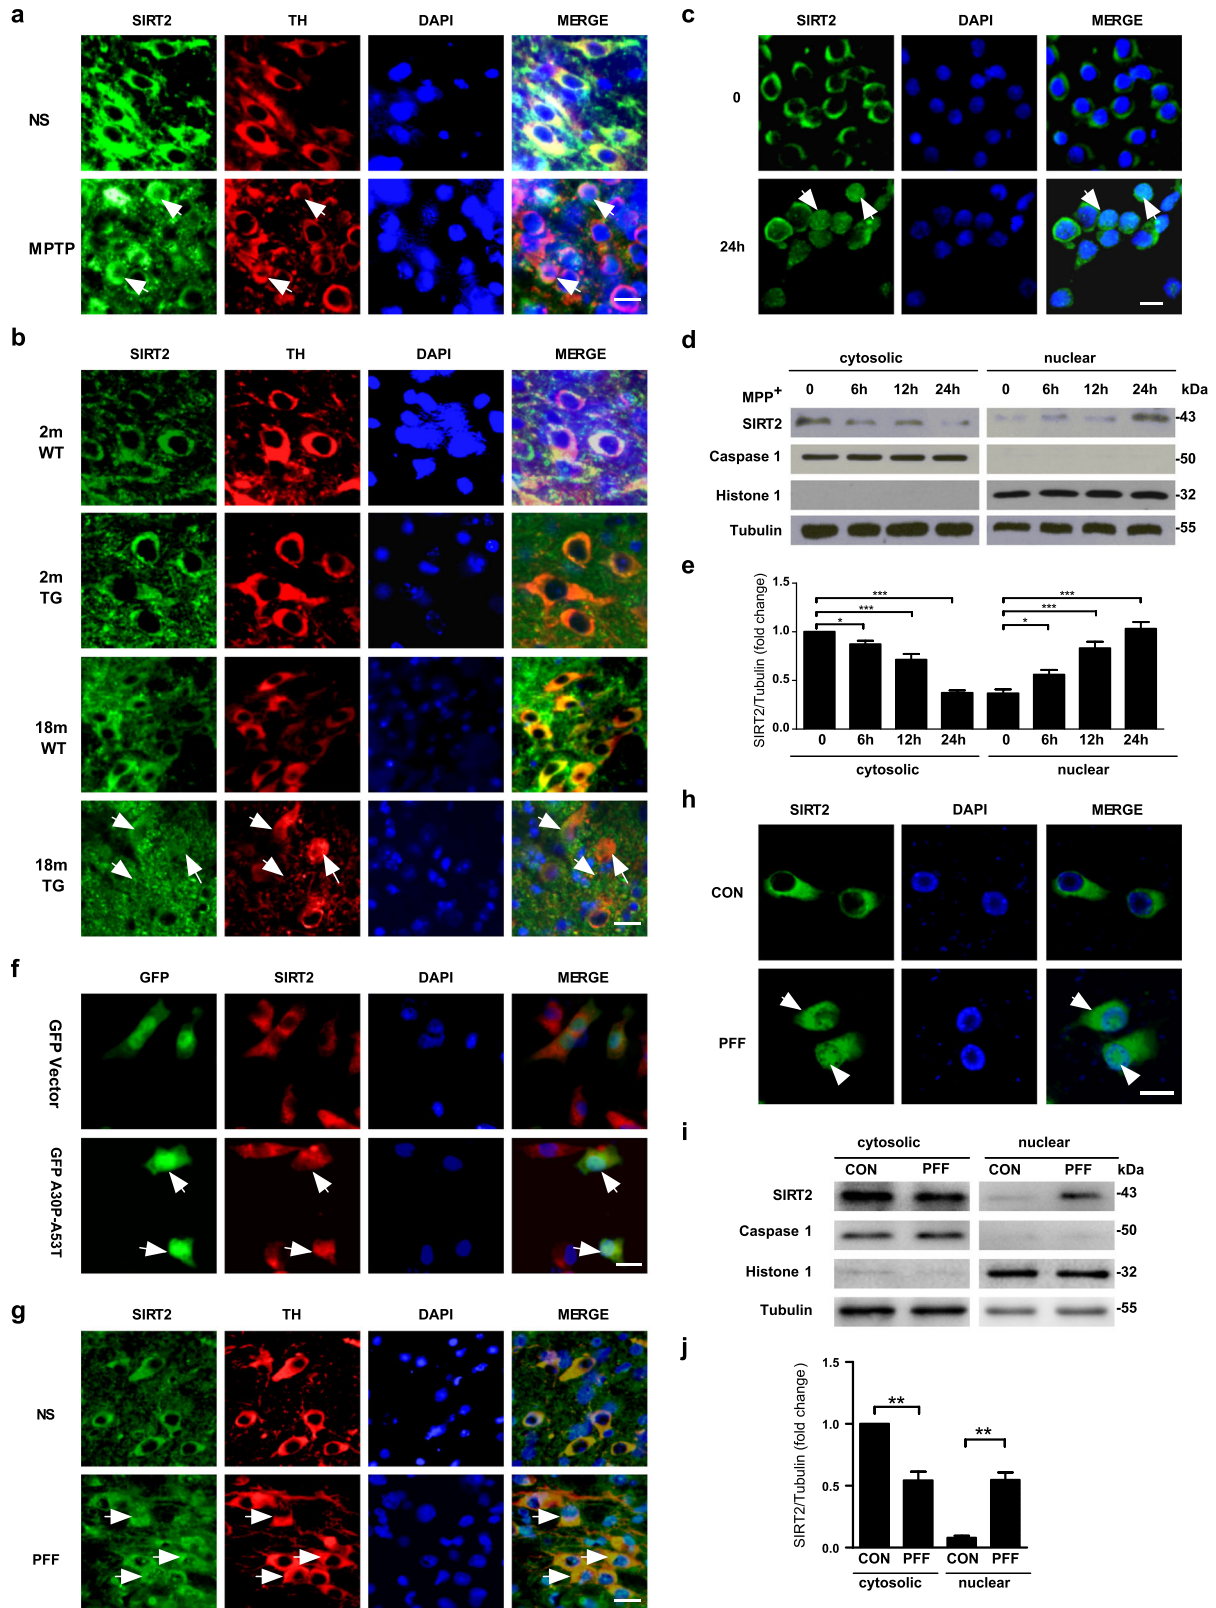 a
SIRT2 TH DAPI MERGE
NS
MPTP
b
SIRT2 TH DAPI MERGE
2m
WT
2m
TG
18m
WT
18m
TG
c
SIRT2 DAPI MERGE
0
24h
d
cytosolic nuclear
MPP+ 0 6h 12h 24h 0 6h 12h 24h kDa
SIRT2 -43
Caspase 1 -50
Histone 1 -32
Tubulin -55
e
SIRT2/Tubulin (fold change)
1.5
1.0
0.5
0.0
* *** *** * *** ***
0 6h 12h 24h 0 6h 12h 24h
cytosolic nuclear
f
GFP SIRT2 DAPI MERGE
GFP Vector
GFP A30P-A53T
g
SIRT2 TH DAPI MERGE
NS
PFF
h
SIRT2 DAPI MERGE
CON
PFF
i
cytosolic nuclear
CON PFF CON PFF kDa
SIRT2 -43
Caspase 1 -50
Histone 1 -32
Tubulin -55
j
SIRT2/Tubulin (fold change)
1.5
1.0
0.5
0.0
** **
CON PFF CON PFF
cytosolic nuclear